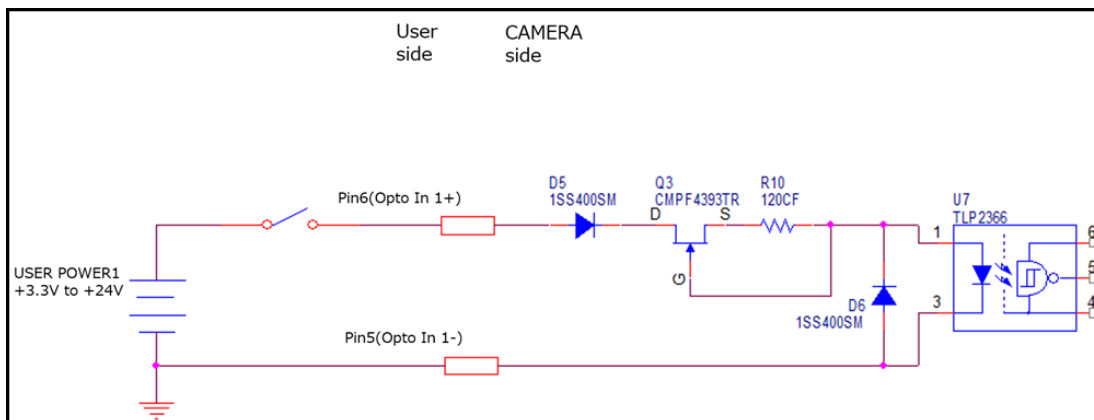 User
side
CAMERA
side
Pin6(Opto In 1+)
D5
1SS400SM
Q3
CMPF4393TR
D
S
G
R10
120CF
U7
TLP2366
1
6
5
3
4
USER POWER1
+3.3V to +24V
D6
1SS400SM
Pin5(Opto In 1-)